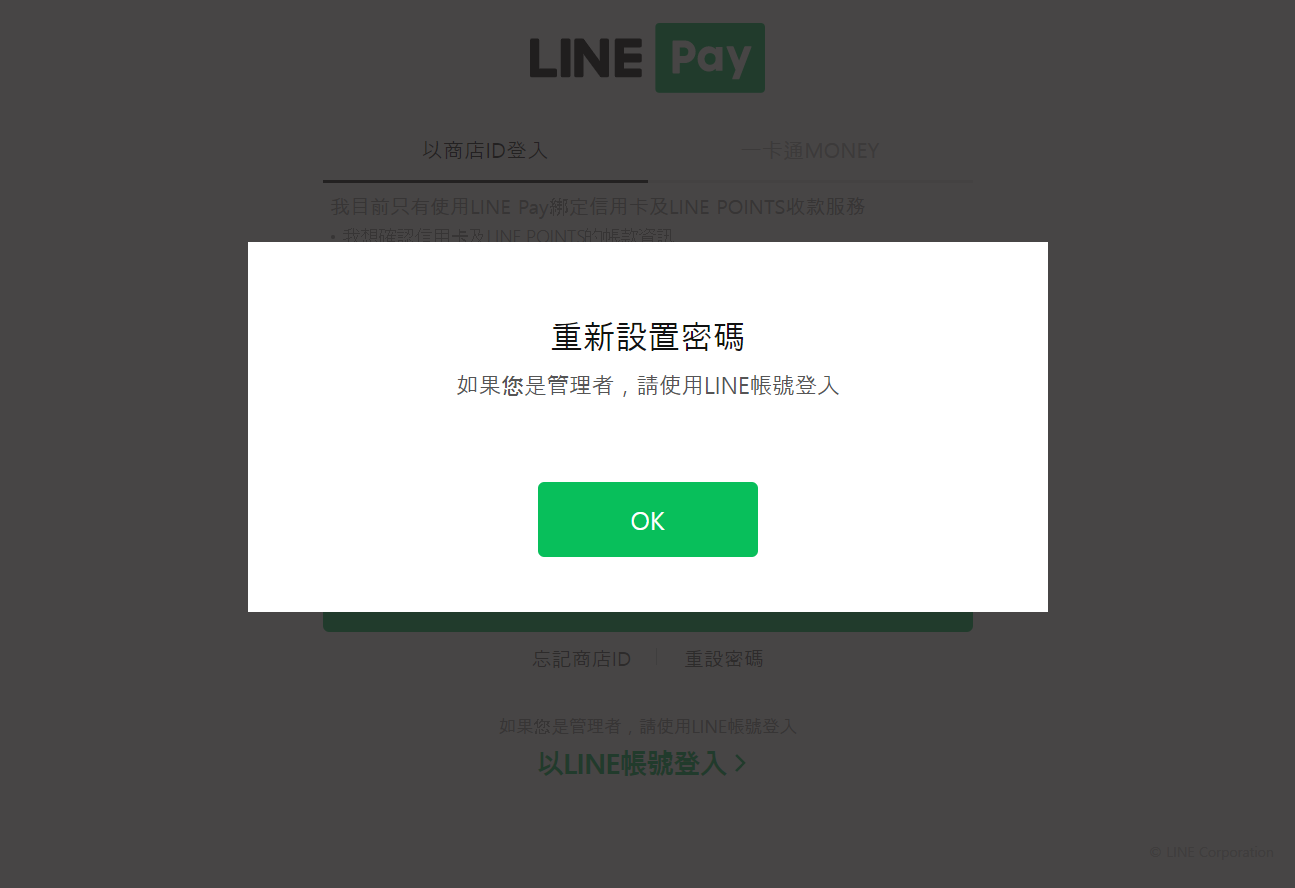 LINE Pay
以商店ID登入
一卡通MONEY
我目前只有使用LINE Pay綁定信用卡及LINE POINTS收款服務
• 我想確認信用卡及LINE POINTS的帳款資訊
重新設置密碼
如果您是管理者，請使用LINE帳號登入
OK
忘記商店ID
重設密碼
如果您是管理者，請使用LINE帳號登入
以LINE帳號登入 >
© LINE Corporation